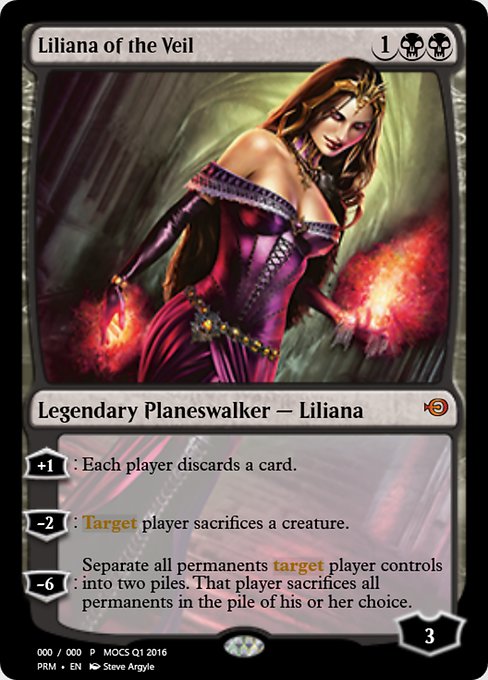 Liliana of the Veil 1
Legendary Planeswalker — Liliana
+1: Each player discards a card.
-2: Target player sacrifices a creature.
Separate all permanents target player controls
-6: into two piles. That player sacrifices all
permanents in the pile of his or her choice.
3
000 / 000 P MOCS Q1 2016
PRM • EN Steve Argyle